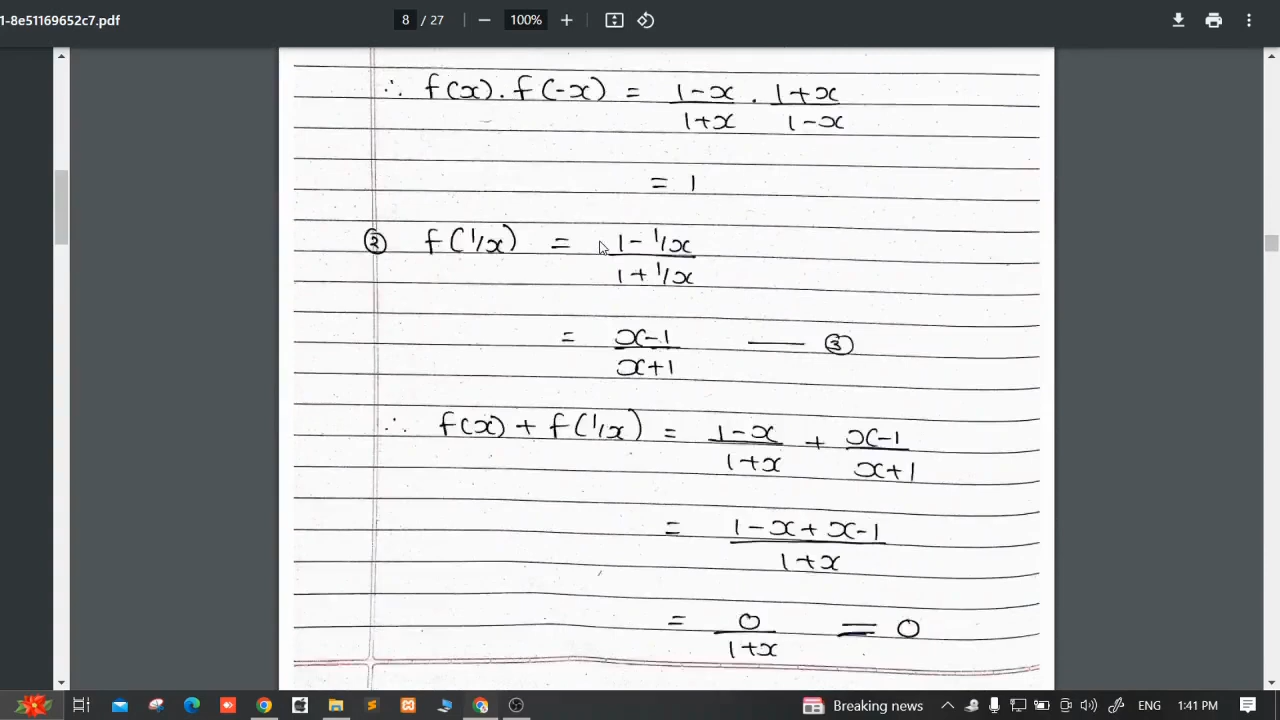 1-8e51169652c7.pdf
8 / 27
100%
∴ f(x) . f(-x) = 1-x/1+x . 1+x/1-x
= 1
② f(1/x) = 1-1/x / 1+1/x
= x-1/x+1 —— ③
∴ f(x) + f(1/x) = 1-x/1+x + x-1/x+1
= 1-x+x-1/1+x
= 0/1+x = 0
Breaking news
ENG
1:41 PM